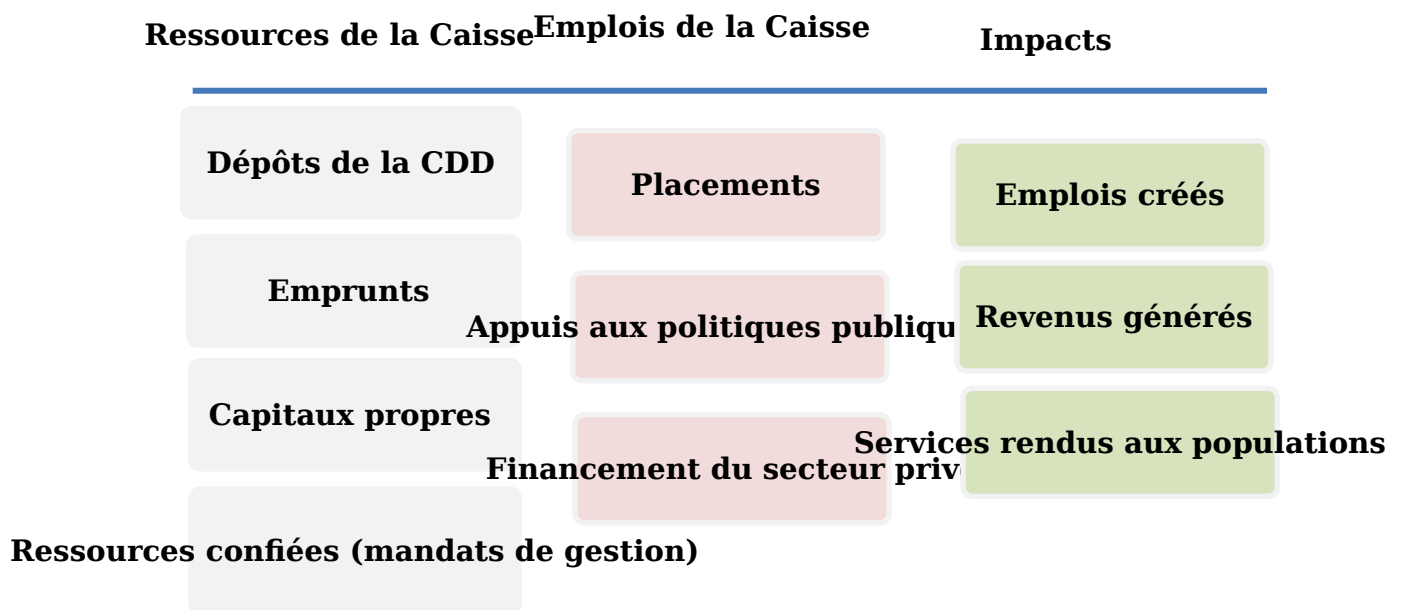 Ressources de la Caisse
Emplois de la Caisse
Impacts
Dépôts de la CDD
Placements
Emplois créés
Emprunts
Appuis aux politiques publiqu
Revenus générés
Capitaux propres
Financement du secteur priv
Services rendus aux populations
Ressources confiées (mandats de gestion)